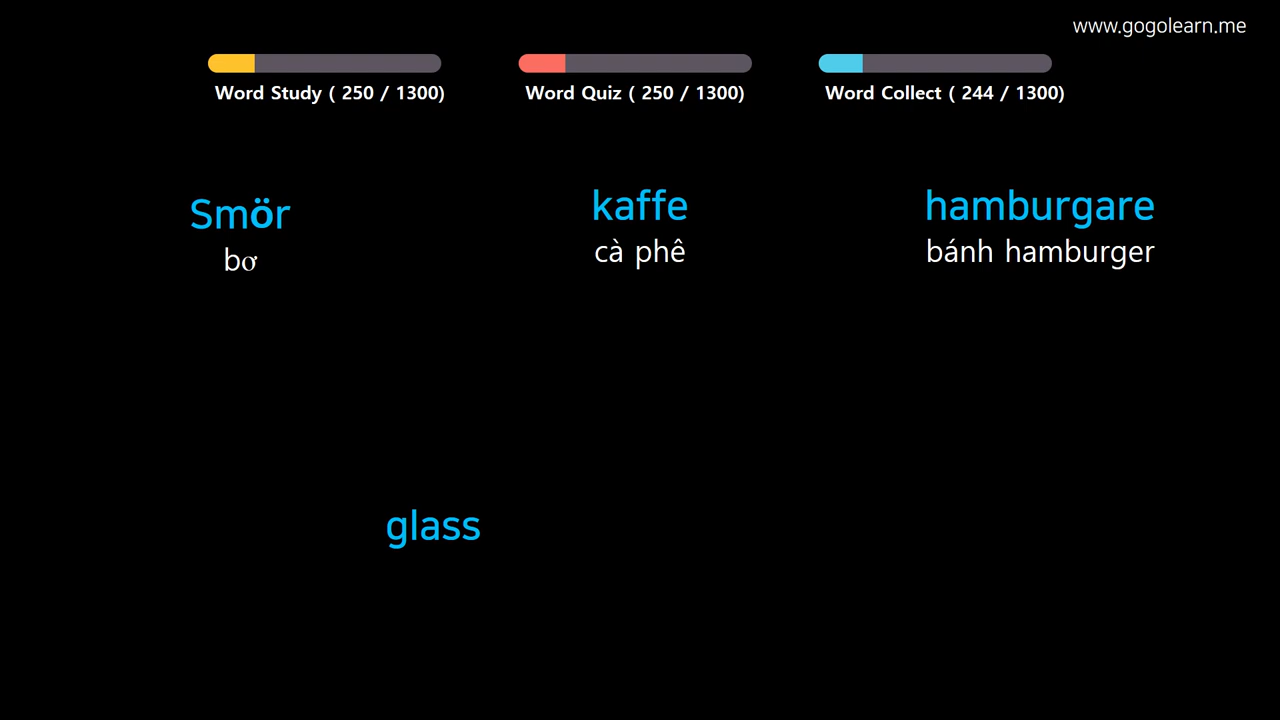 www.gogolearn.me
Word Study ( 250 / 1300)
Word Quiz ( 250 / 1300)
Word Collect ( 244 / 1300)
Smör
bơ
kaffe
cà phê
hamburgare
bánh hamburger
glass